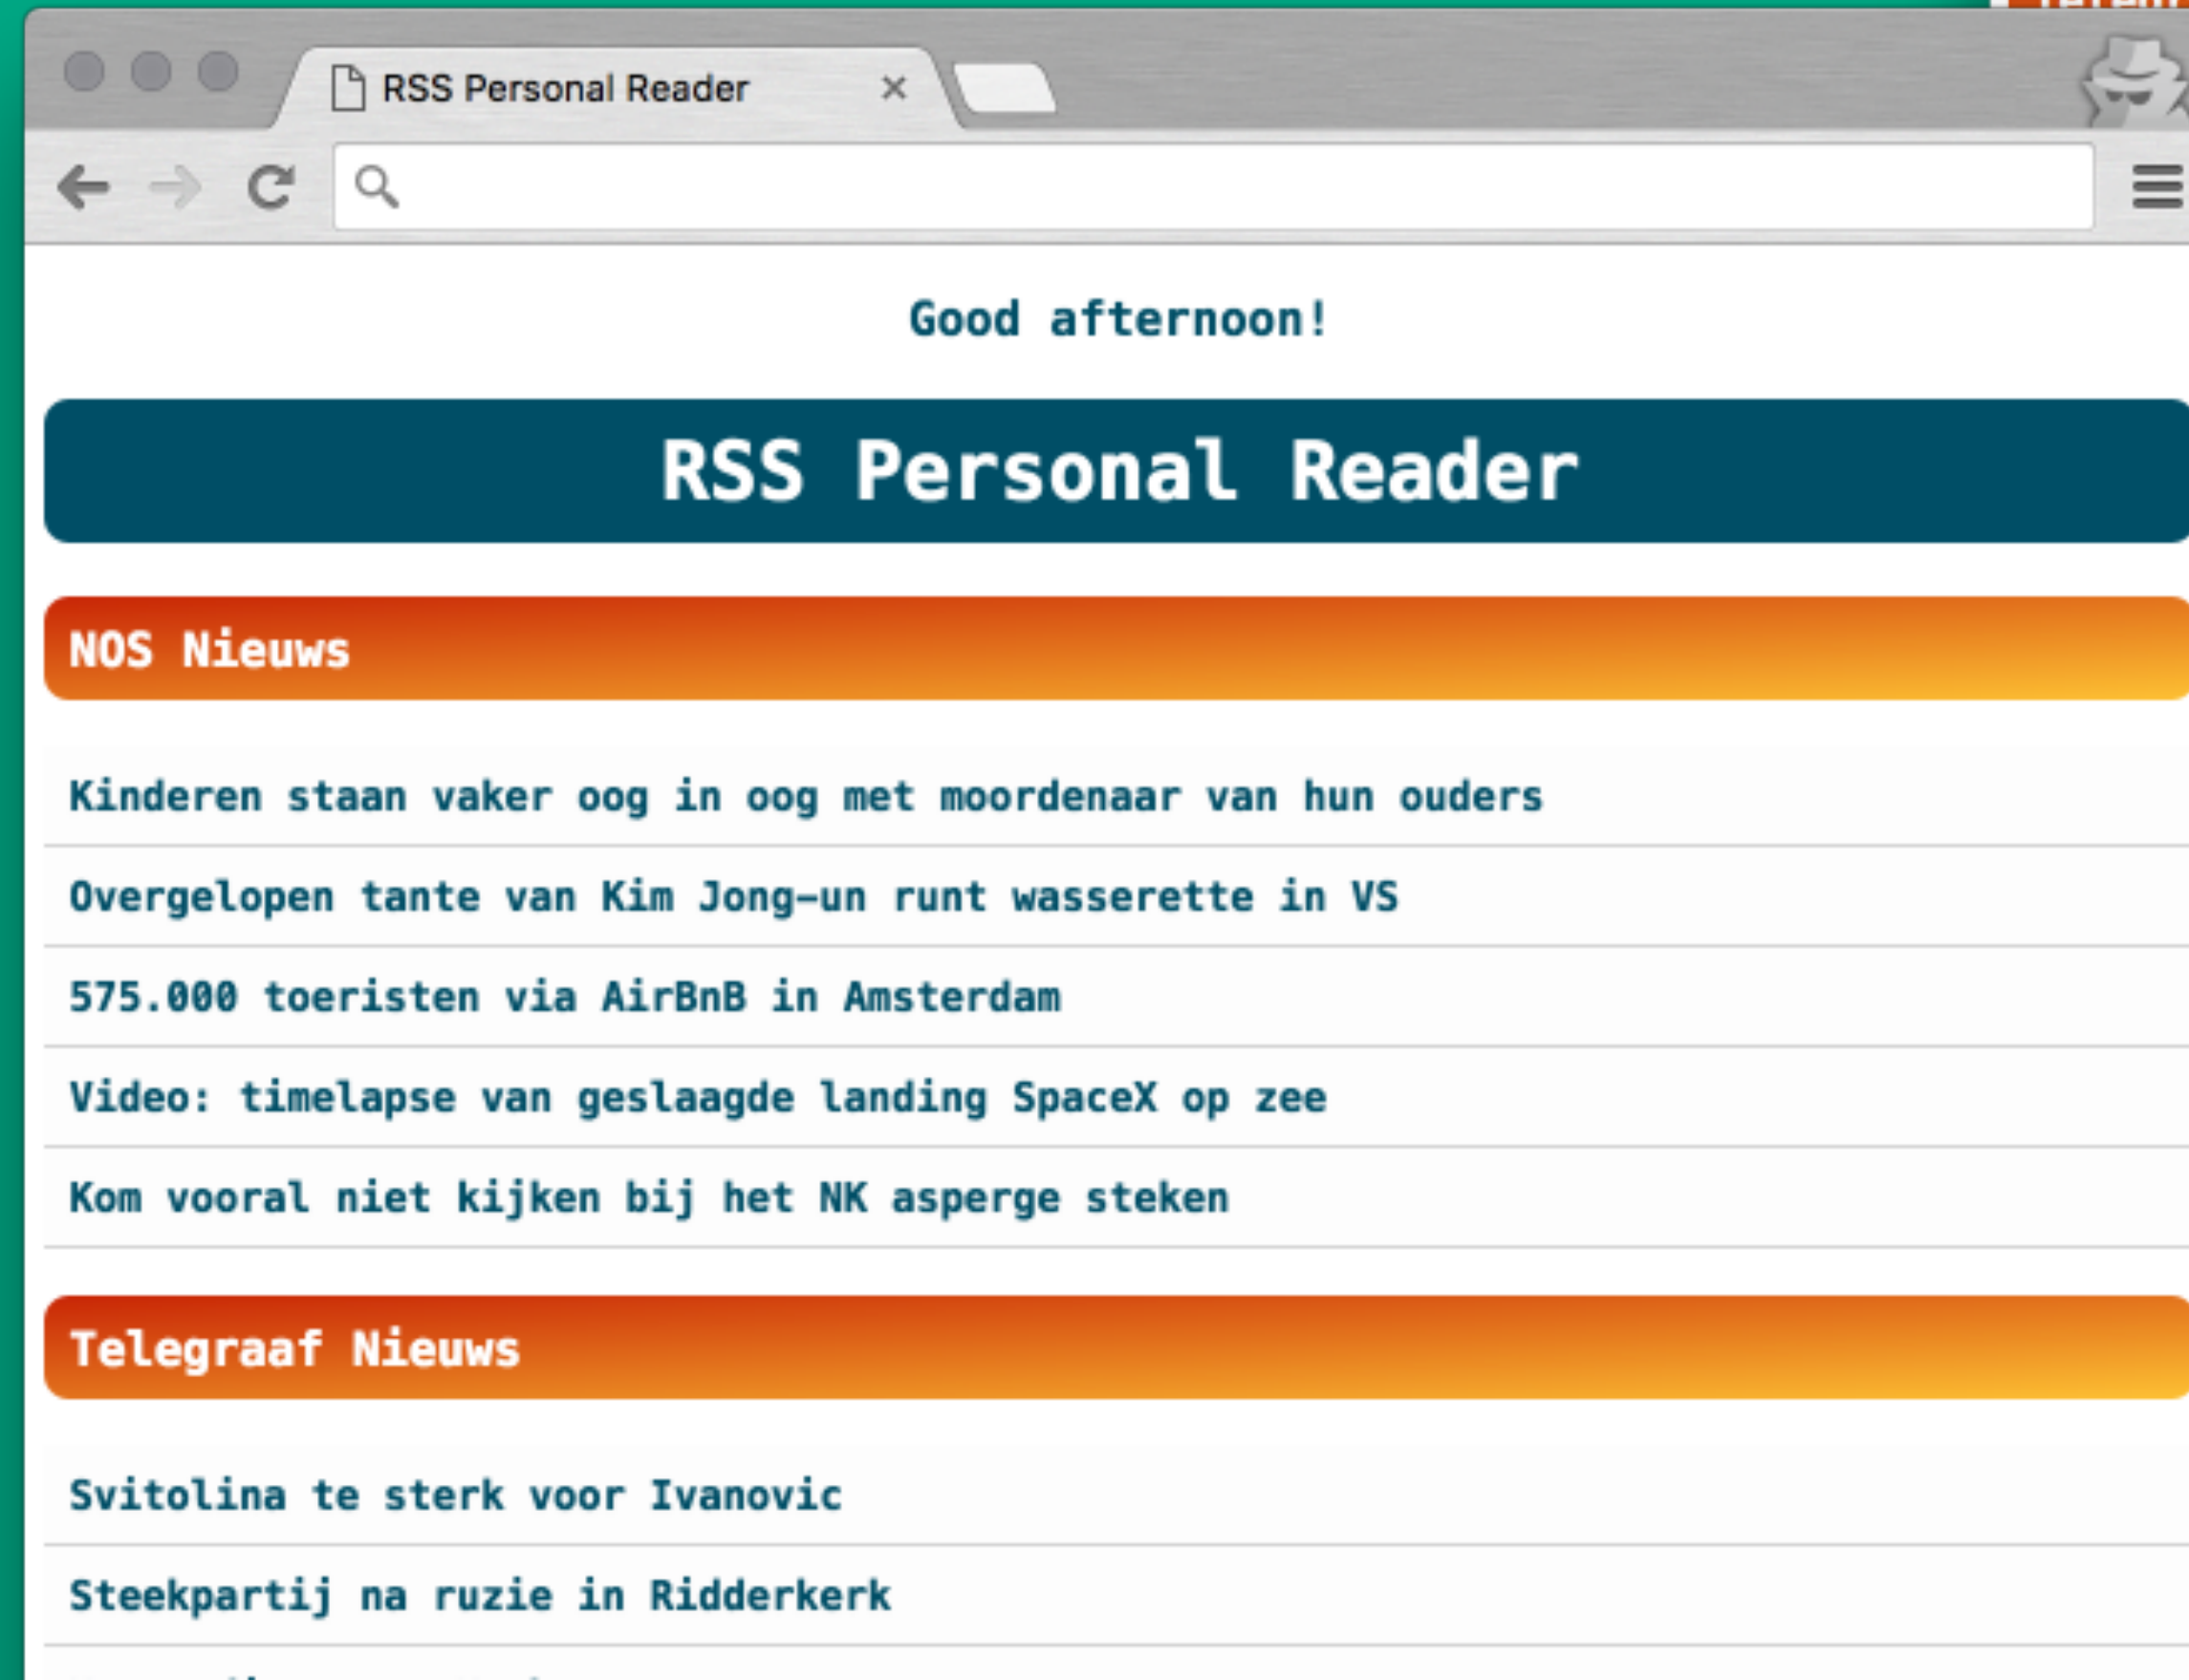 RSS Personal Reader
Good afternoon!
RSS Personal Reader
NOS Nieuws
Kinderen staan vaker oog in oog met moordenaar van hun ouders
Overgelopen tante van Kim Jong-un runt wasserette in VS
575.000 toeristen via AirBnB in Amsterdam
Video: timelapse van geslaagde landing SpaceX op zee
Kom vooral niet kijken bij het NK asperge steken
Telegraaf Nieuws
Svitolina te sterk voor Ivanovic
Steekpartij na ruzie in Ridderkerk